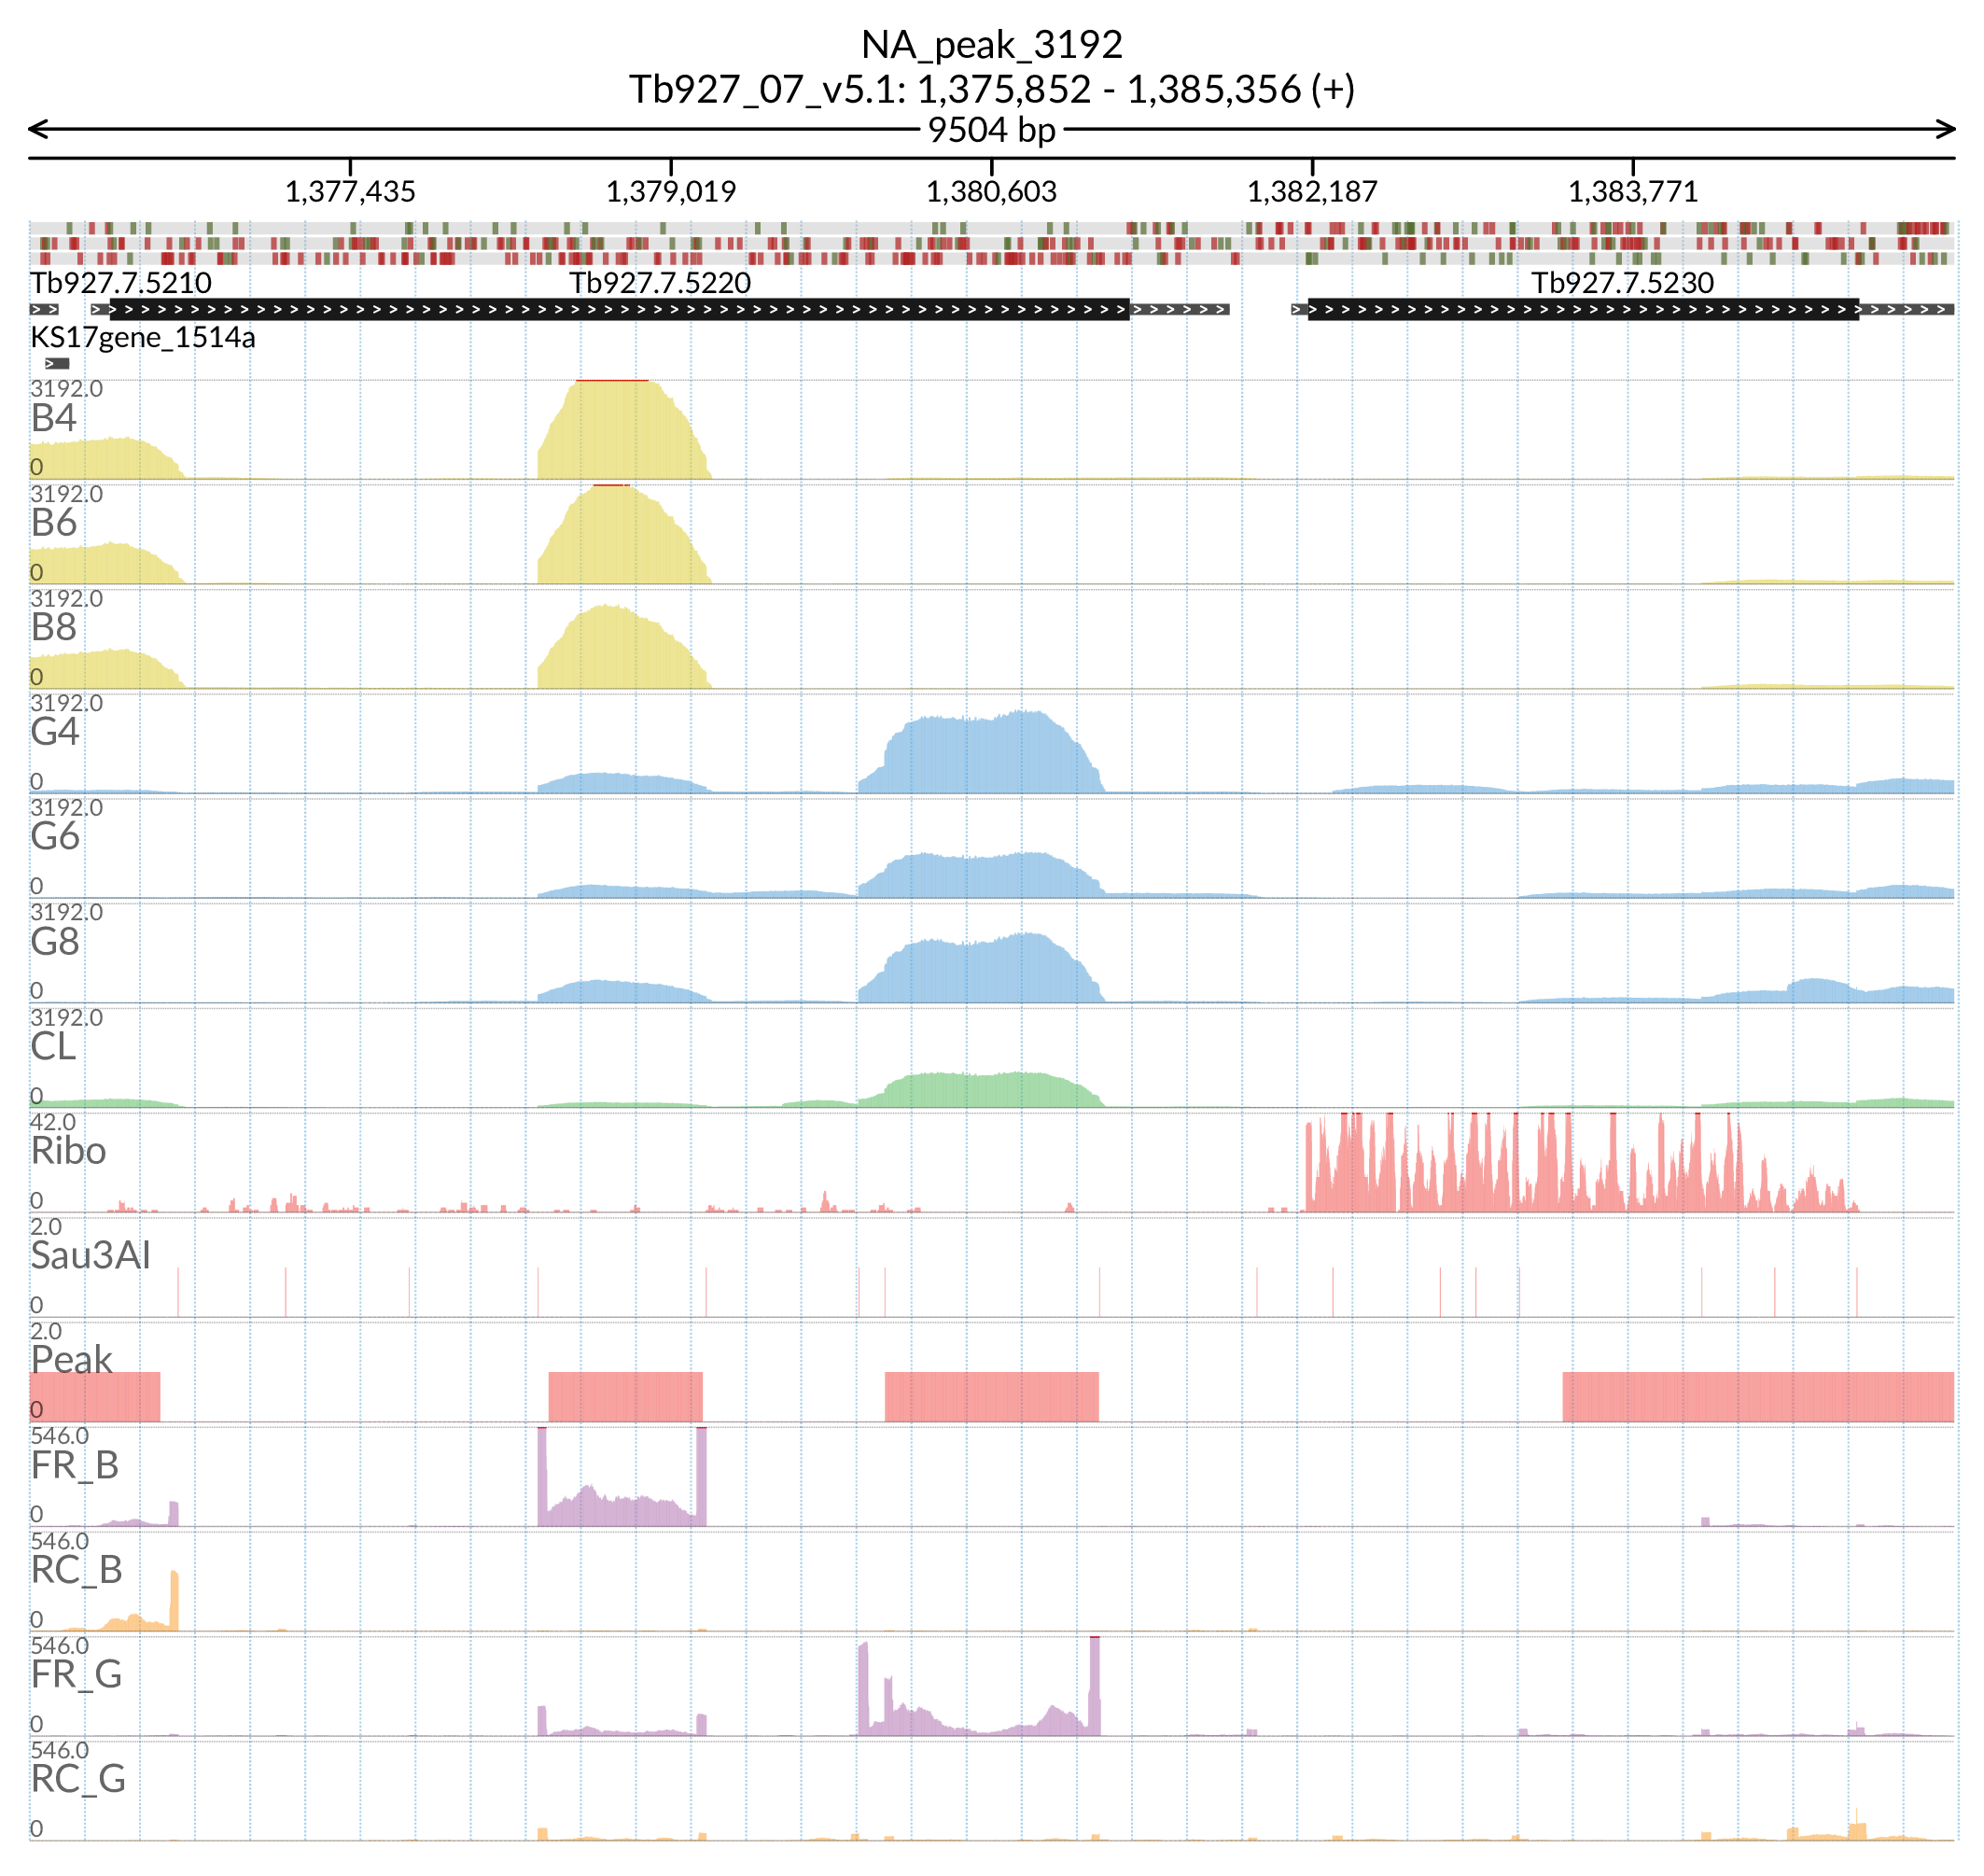 NA_peak_3192
Tb927_07_v5.1: 1,375,852 - 1,385,356 (+)
9504 bp
1,377,435 1,379,019 1,380,603 1,382,187 1,383,771
Tb927.7.5210 Tb927.7.5220 Tb927.7.5230
KS17gene_1514a
3192.0
B4
0
3192.0
B6
0
3192.0
B8
0
3192.0
G4
0
3192.0
G6
0
3192.0
G8
0
3192.0
CL
0
42.0
Ribo
0
2.0
Sau3AI
0
2.0
Peak
0
546.0
FR_B
0
546.0
RC_B
0
546.0
FR_G
0
546.0
RC_G
0